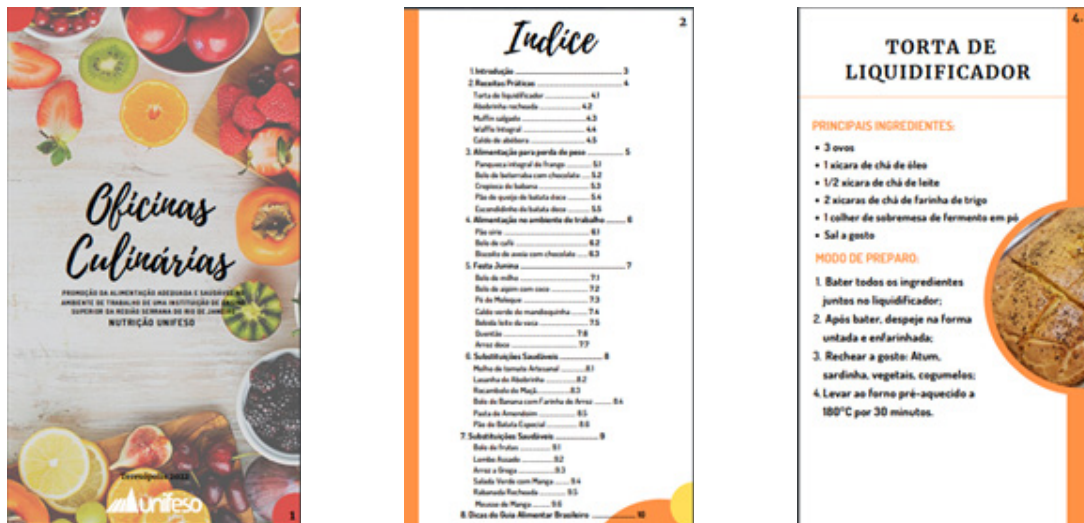 Oficinas
Culinárias
PROMOÇÃO DA ALIMENTAÇÃO ADEQUADA E SAUDÁVEL NO
AMBIENTE DE TRABALHO DE UMA INSTITUIÇÃO DE ENSINO
SUPERIOR DA REGIÃO SERRANA DO RIO DE JANEIRO
NUTRIÇÃO UNIFESO
Teresópolis 2022
unifeso
1
2
Indice
1. Introdução 3
2. Receitas Práticas 4
Torta de liquidificador 4.1
Abobrinha recheada 4.2
Muffin salgado 4.3
Waffle Integral 4.4
Caldo de abóbora 4.5
3. Alimentação para perda de peso 5
Panqueca integral de frango 5.1
Bolo de beterraba com chocolate 5.2
Crepioca de banana 5.3
Pão de queijo de batata doce 5.4
Escondidinho de batata doce 5.5
4. Alimentação no ambiente de trabalho 6
Pão sírio 6.1
Bolo de café 6.2
Biscoito de aveia com chocolate 6.3
5. Festa Junina 7
Bolo de milho 7.1
Bolo de aipim com coco 7.2
Pé de Moleque 7.3
Caldo verde de mandioquinha 7.4
Bebida leite de vaca 7.5
Quentão 7.6
Arroz doce 7.7
6. Substituições Saudáveis 8
Molho de tomate Artesanal 8.1
Lasanha de Abobrinha 8.2
Rocambole de Maçã 8.3
Bolo de Banana com Farinha de Arroz 8.4
Pasta de Amendoim 8.5
Pão de Batata Especial 8.6
7. Substituições Saudáveis 9
Bolo de frutas 9.1
Lombo Assado 9.2
Arroz a Grega 9.3
Salada Verde com Manga 9.4
Rabanada Recheada 9.5
Mousse de Manga 9.6
8. Dicas do Guia Alimentar Brasileiro 10
TORTA DE
LIQUIDIFICADOR
PRINCIPAIS INGREDIENTES:
• 3 ovos
• 1 xícara de chá de óleo
• 1/2 xícara de chá de leite
• 2 xícaras de chá de farinha de trigo
• 1 colher de sobremesa de fermento em pó
• Sal a gosto
MODO DE PREPARO:
1. Bater todos os ingredientes
juntos no liquidificador;
2. Após bater, despeje na forma
untada e enfarinhada;
3. Rechear a gosto: Atum,
sardinha, vegetais, cogumelos;
4. Levar ao forno pré-aquecido a
180°C por 30 minutos.